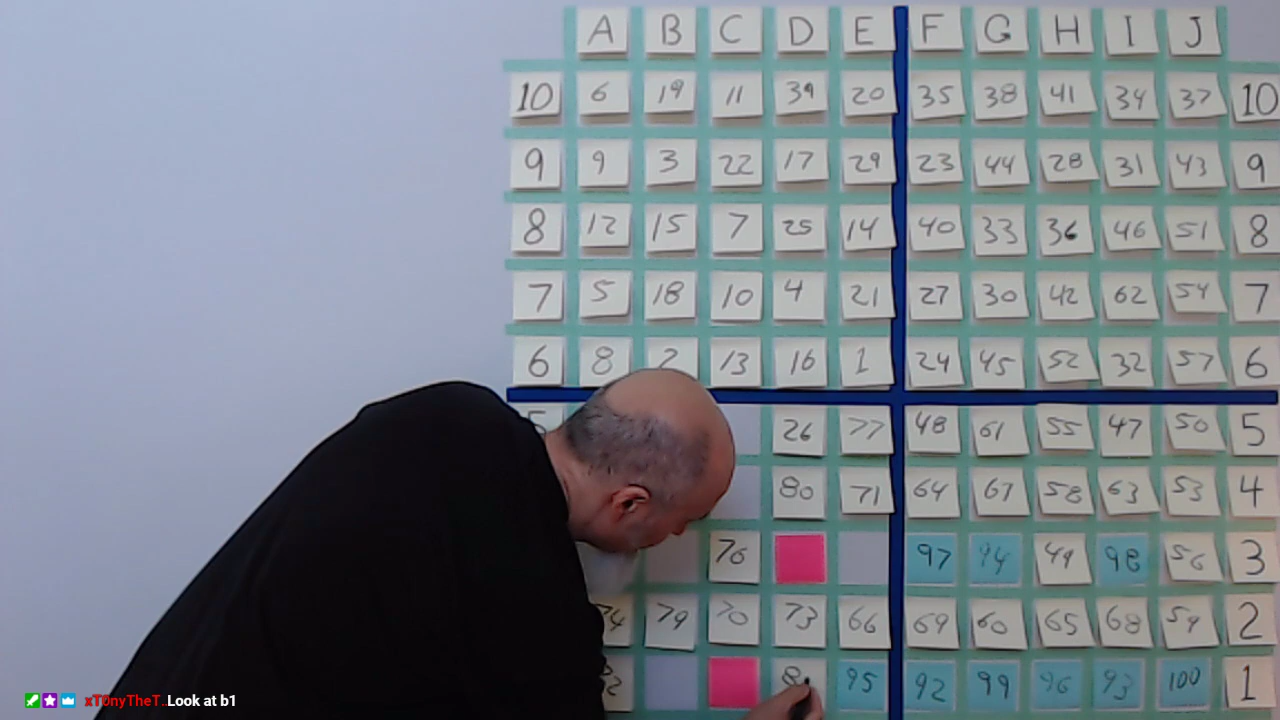 A B C D E F G H I J
10 6 19 11 39 20 35 38 41 34 37 10
9 9 3 22 17 29 23 44 28 31 43 9
8 12 15 7 25 14 40 33 36 46 51 8
7 5 18 10 4 21 27 30 42 62 54 7
6 8 2 13 16 1 24 45 52 32 57 6
26 77 48 61 55 47 50 5
80 71 64 67 58 63 53 4
76 97 94 49 98 56 3
79 70 73 66 69 60 65 68 59 2
95 92 99 96 93 100 1
xT0nyTheT.. Look at b1